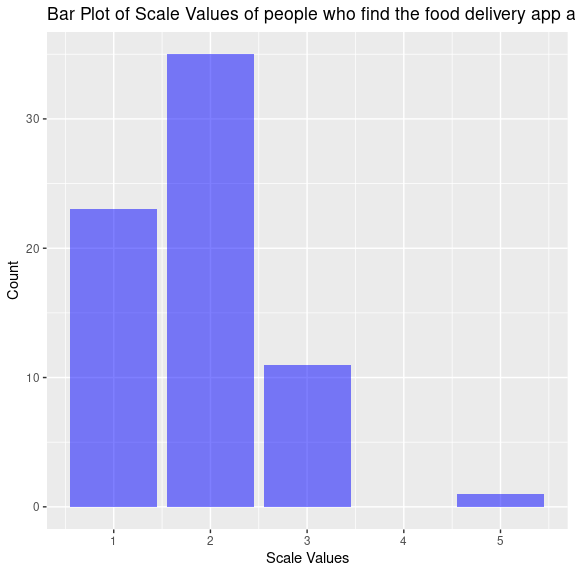 Bar Plot of Scale Values of people who find the food delivery app a
30
20
10
0
Count
1 2 3 4 5
Scale Values